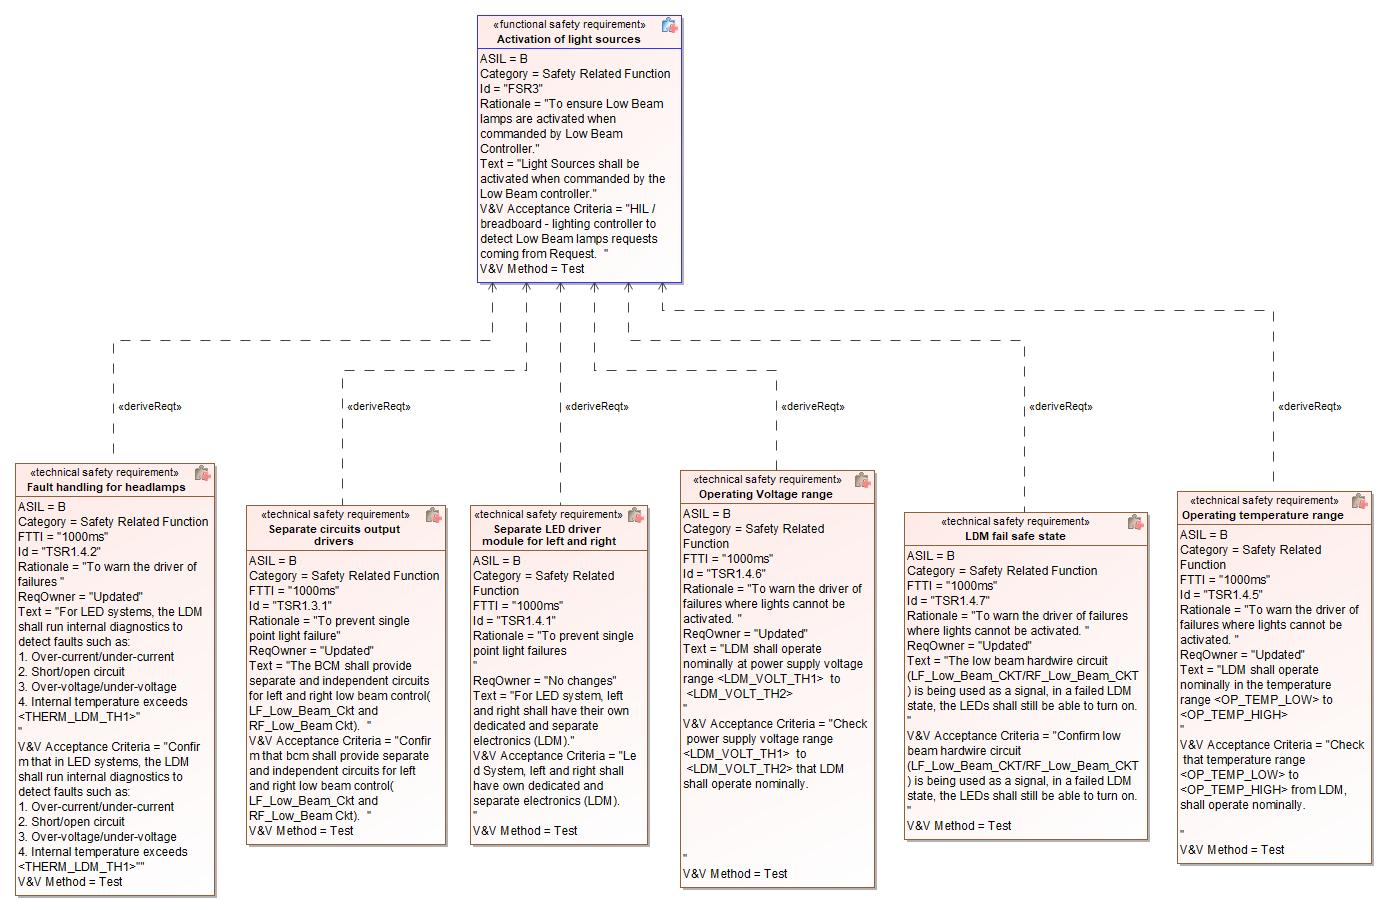 «functional safety requirement»
Activation of light sources
ASIL = B
Category = Safety Related Function
Id = "FSR3"
Rationale = "To ensure Low Beam
lamps are activated when
commanded by Low Beam
Controller."
Text = "Light Sources shall be
activated when commanded by the
Low Beam controller."
V&V Acceptance Criteria = "HIL /
breadboard - lighting controller to
detect Low Beam lamps requests
coming from Request.  "
V&V Method = Test
«deriveReqt»
«deriveReqt»
«deriveReqt»
«deriveReqt»
«deriveReqt»
«deriveReqt»
«technical safety requirement»
Fault handling for headlamps
ASIL = B
Category = Safety Related Function
FTTI = "1000ms"
Id = "TSR1.4.2"
Rationale = "To warn the driver of
failures "
ReqOwner = "Updated"
Text = "For LED systems, the LDM
shall run internal diagnostics to
detect faults such as:
1. Over-current/under-current
2. Short/open circuit
3. Over-voltage/under-voltage
4. Internal temperature exceeds
<THERM_LDM_TH1>"
"
V&V Acceptance Criteria = "Confir
m that in LED systems, the LDM
shall run internal diagnostics to
detect faults such as:
1. Over-current/under-current
2. Short/open circuit
3. Over-voltage/under-voltage
4. Internal temperature exceeds
<THERM_LDM_TH1>""
V&V Method = Test
«technical safety requirement»
Separate circuits output
drivers
ASIL = B
Category = Safety Related Function
FTTI = "1000ms"
Id = "TSR1.3.1"
Rationale = "To prevent single
point light failure"
ReqOwner = "Updated"
Text = "The BCM shall provide
separate and independent circuits
for left and right low beam control(
LF_Low_Beam_Ckt and
RF_Low_Beam Ckt).  "
V&V Acceptance Criteria = "Confir
m that bcm shall provide separate
and independent circuits for left
and right low beam control(
LF_Low_Beam_Ckt and
RF_Low_Beam Ckt).  "
V&V Method = Test
«technical safety requirement»
Separate LED driver
module for left and right
ASIL = B
Category = Safety Related
Function
FTTI = "1000ms"
Id = "TSR1.4.1"
Rationale = "To prevent single
point light failures
"
ReqOwner = "No changes"
Text = "For LED system, left
and right shall have their own
dedicated and separate
electronics (LDM)."
V&V Acceptance Criteria = "Le
d System, left and right shall
have own dedicated and
separate electronics (LDM).
"
V&V Method = Test
«technical safety requirement»
Operating Voltage range
ASIL = B
Category = Safety Related
Function
FTTI = "1000ms"
Id = "TSR1.4.6"
Rationale = "To warn the driver of
failures where lights cannot be
activated. "
ReqOwner = "Updated"
Text = "LDM shall operate
nominally at power supply voltage
range <LDM_VOLT_TH1>  to
<LDM_VOLT_TH2>
"
V&V Acceptance Criteria = "Check
power supply voltage range
<LDM_VOLT_TH1>  to
<LDM_VOLT_TH2> that LDM
shall operate nominally.
"
V&V Method = Test
«technical safety requirement»
LDM fail safe state
ASIL = B
Category = Safety Related Function
FTTI = "1000ms"
Id = "TSR1.4.7"
Rationale = "To warn the driver of failures
where lights cannot be activated. "
ReqOwner = "Updated"
Text = "The low beam hardwire circuit
(LF_Low_Beam_CKT/RF_Low_Beam_CKT
) is being used as a signal, in a failed LDM
state, the LEDs shall still be able to turn on.
"
V&V Acceptance Criteria = "Confirm low
beam hardwire circuit
(LF_Low_Beam_CKT/RF_Low_Beam_CKT
) is being used as a signal, in a failed LDM
state, the LEDs shall still be able to turn on.
"
V&V Method = Test
«technical safety requirement»
Operating temperature range
ASIL = B
Category = Safety Related
Function
FTTI = "1000ms"
Id = "TSR1.4.5"
Rationale = "To warn the driver of
failures where lights cannot be
activated. "
ReqOwner = "Updated"
Text = "LDM shall operate
nominally in the temperature
range <OP_TEMP_LOW> to
<OP_TEMP_HIGH>
"
V&V Acceptance Criteria = "Check
that temperature range
<OP_TEMP_LOW> to
<OP_TEMP_HIGH> from LDM,
shall operate nominally.
"
V&V Method = Test